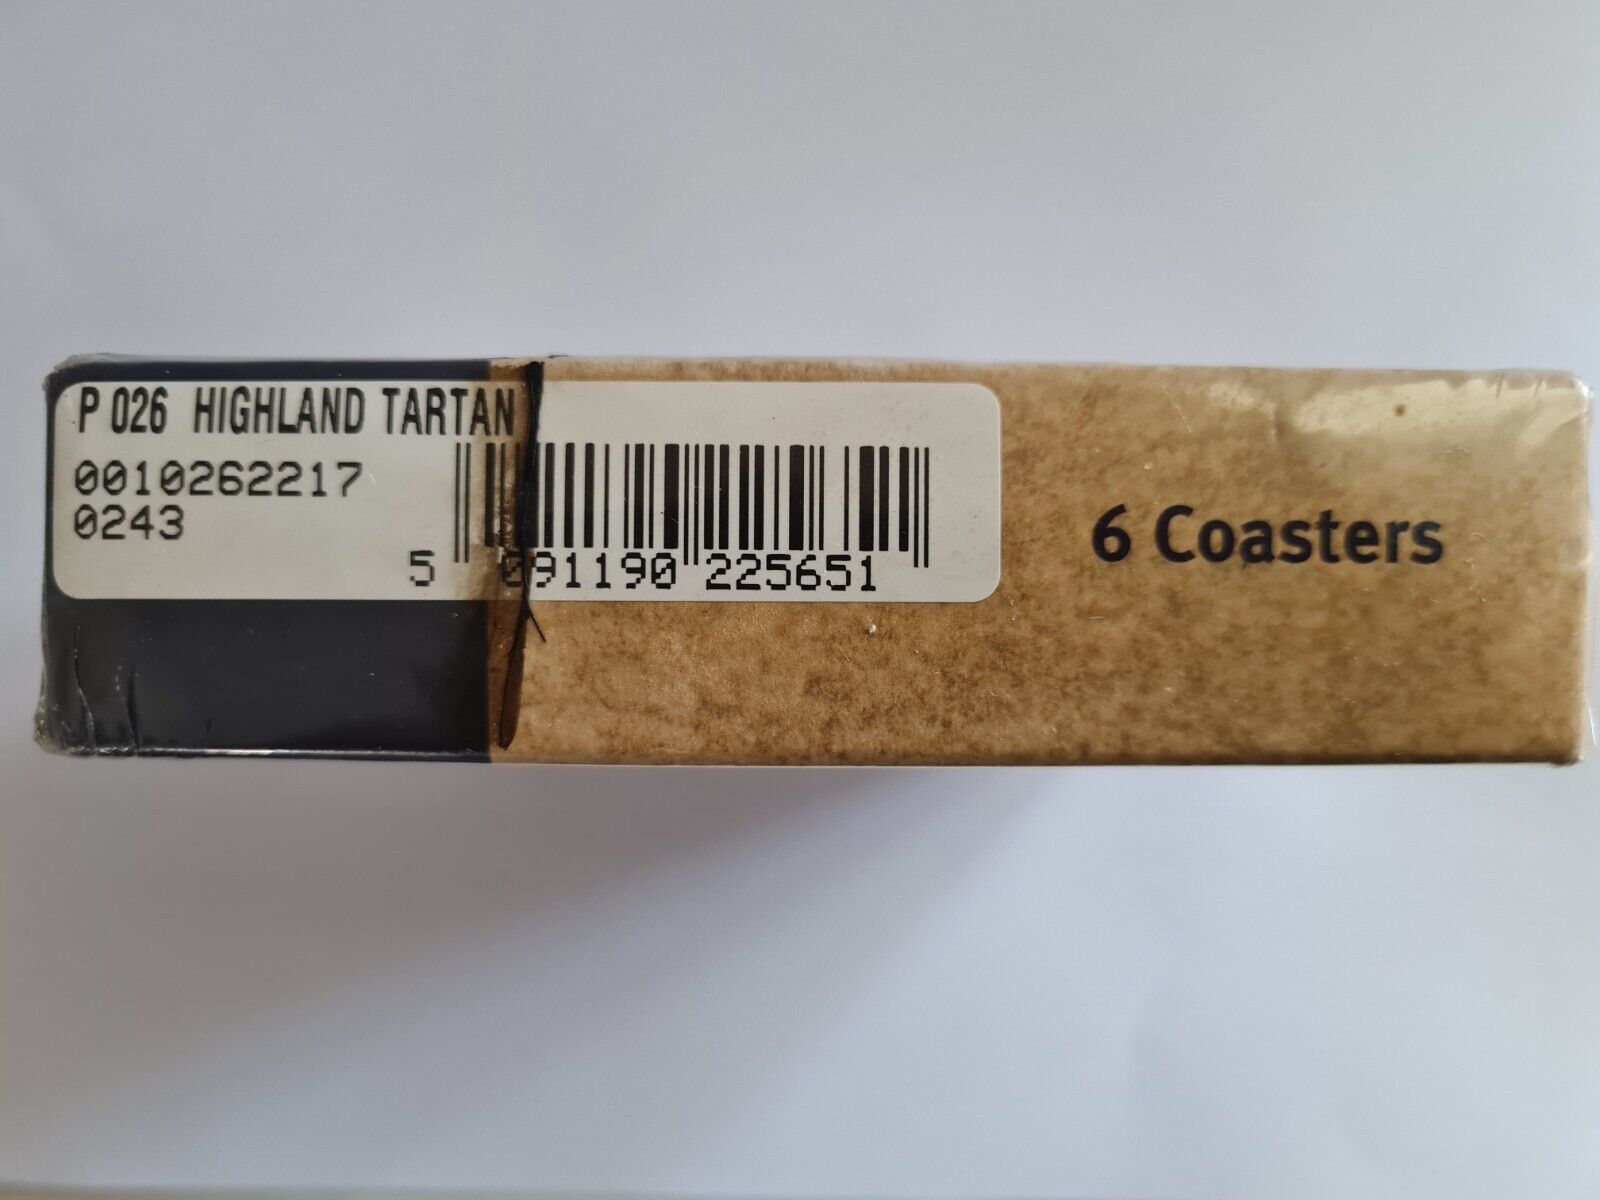 P 026 HIGHLAND TARTAN
0010262217
0243
5 091190 225651
6 Coasters